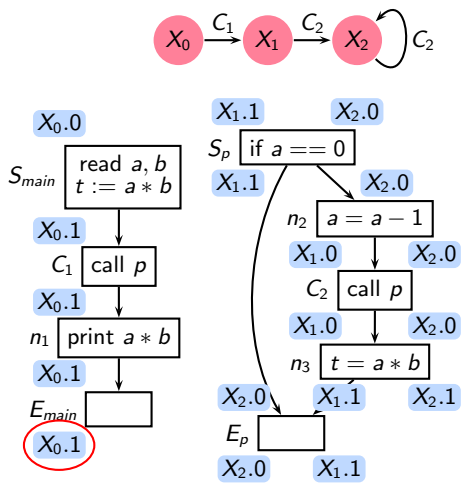 X0 C1 X1 C2 X2 C2
X0.0
Smain
read a, b
t := a ∗ b
X0.1
C1 call p
X0.1
n1 print a ∗ b
X0.1
Emain
X0.1
X1.1 X2.0
Sp if a == 0
X1.1 X2.0
n2 a = a − 1
X1.0 X2.0
C2 call p
X1.0 X2.0
n3 t = a ∗ b
X2.0 X1.1 X2.1
Ep
X2.0 X1.1